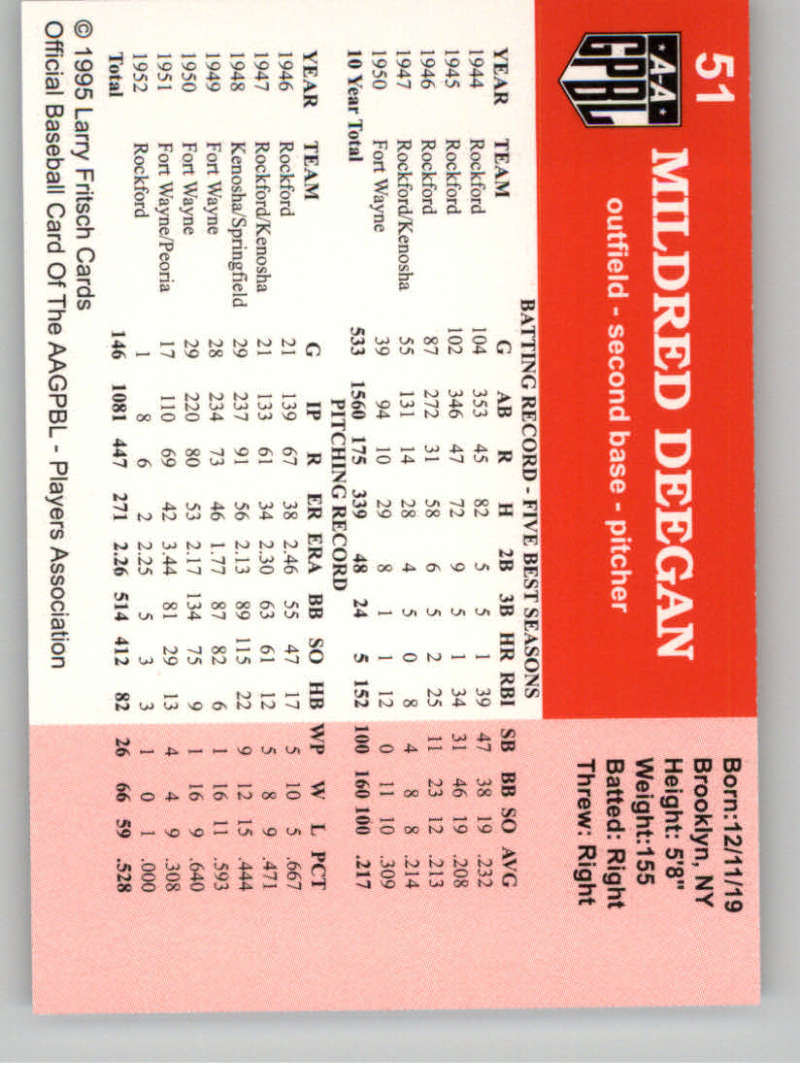 51 MILDRED DEEGAN
A-A
GPBL
outfield - second base - pitcher
Born:12/11/19
Brooklyn, NY
Height: 5'8"
Weight:155
Batted: Right
Threw: Right
BATTING RECORD - FIVE BEST SEASONS
YEAR TEAM G AB R H 2B 3B HR RBI SB BB SO AVG
1944 Rockford 104 353 45 82 5 5 1 39 47 38 19 .232
1945 Rockford 102 346 47 72 9 5 1 34 31 46 19 .208
1946 Rockford 87 272 31 58 6 5 2 25 11 23 12 .213
1947 Rockford/Kenosha 55 131 14 28 4 5 0 8 4 8 8 .214
1950 Fort Wayne 39 94 10 29 8 1 1 12 0 11 10 .309
10 Year Total 533 1560 175 339 48 24 5 152 100 160 100 .217
PITCHING RECORD
YEAR TEAM G IP R ER ERA BB SO HB WP W L PCT
1946 Rockford 21 139 67 38 2.46 55 47 17 5 10 5 .667
1947 Rockford/Kenosha 21 133 61 34 2.30 63 61 12 5 8 9 .471
1948 Kenosha/Springfield 29 237 91 56 2.13 89 115 22 9 12 15 .444
1949 Fort Wayne 28 234 73 46 1.77 87 82 6 1 16 11 .593
1950 Fort Wayne 29 220 80 53 2.17 134 75 9 1 16 9 .640
1951 Fort Wayne/Peoria 17 110 69 42 3.44 81 29 13 4 4 9 .308
1952 Rockford 1 8 6 2 2.25 5 3 3 1 0 1 .000
Total 146 1081 447 271 2.26 514 412 82 26 66 59 .528
© 1995 Larry Fritsch Cards
Official Baseball Card Of The AAGPBL - Players Association